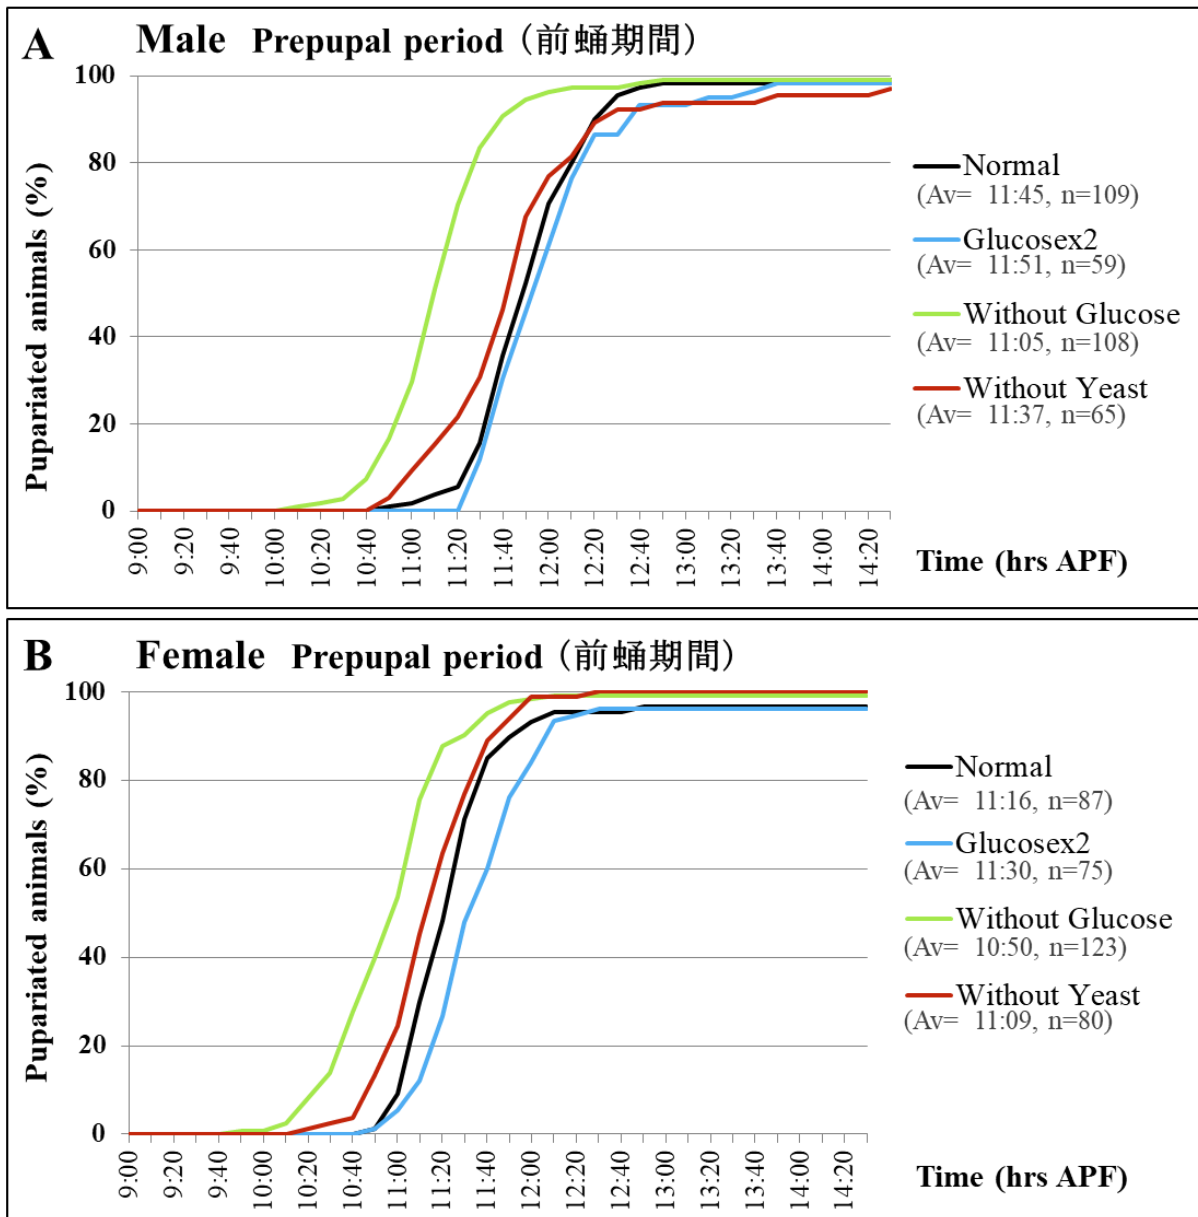 A Male Prepupal period (前蛹期間)
100
80
60
40
20
0
Pupariated animals (%)
9:00 9:20 9:40 10:00 10:20 10:40 11:00 11:20 11:40 12:00 12:20 12:40 13:00 13:20 13:40 14:00 14:20
Time (hrs APF)
Normal
(Av= 11:45, n=109)
Glucosex2
(Av= 11:51, n=59)
Without Glucose
(Av= 11:05, n=108)
Without Yeast
(Av= 11:37, n=65)
B Female Prepupal period (前蛹期間)
100
80
60
40
20
0
Pupariated animals (%)
9:00 9:20 9:40 10:00 10:20 10:40 11:00 11:20 11:40 12:00 12:20 12:40 13:00 13:20 13:40 14:00 14:20
Time (hrs APF)
Normal
(Av= 11:16, n=87)
Glucosex2
(Av= 11:30, n=75)
Without Glucose
(Av= 10:50, n=123)
Without Yeast
(Av= 11:09, n=80)